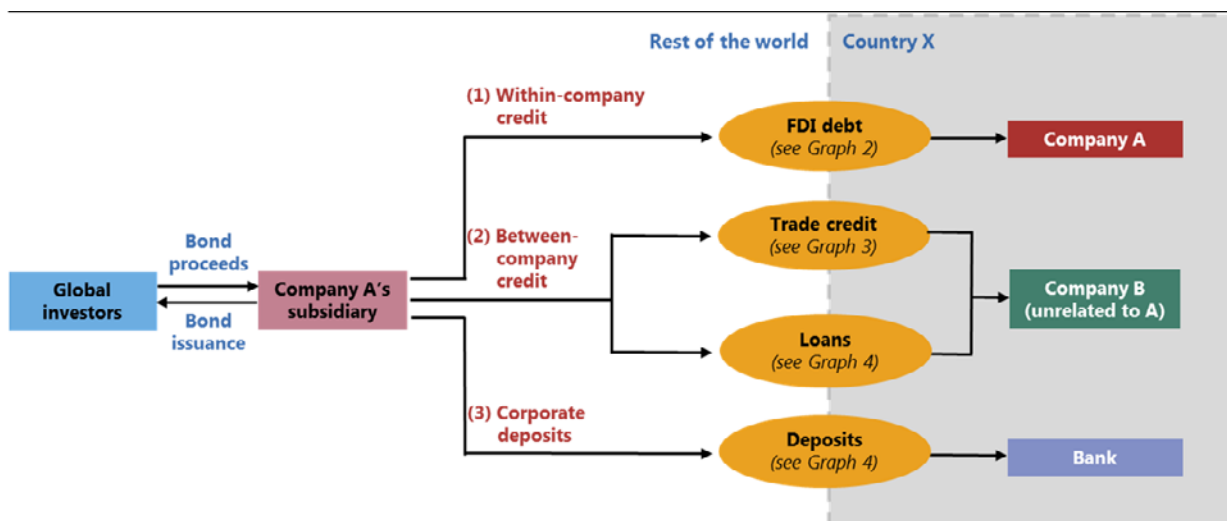 Rest of the world
Country X
(1) Within-company
credit
FDI debt
(see Graph 2)
Company A
Bond
proceeds
(2) Between-
company
credit
Trade credit
(see Graph 3)
Global
investors
Company A's
subsidiary
Company B
(unrelated to A)
Bond
issuance
Loans
(see Graph 4)
(3) Corporate
deposits
Deposits
(see Graph 4)
Bank